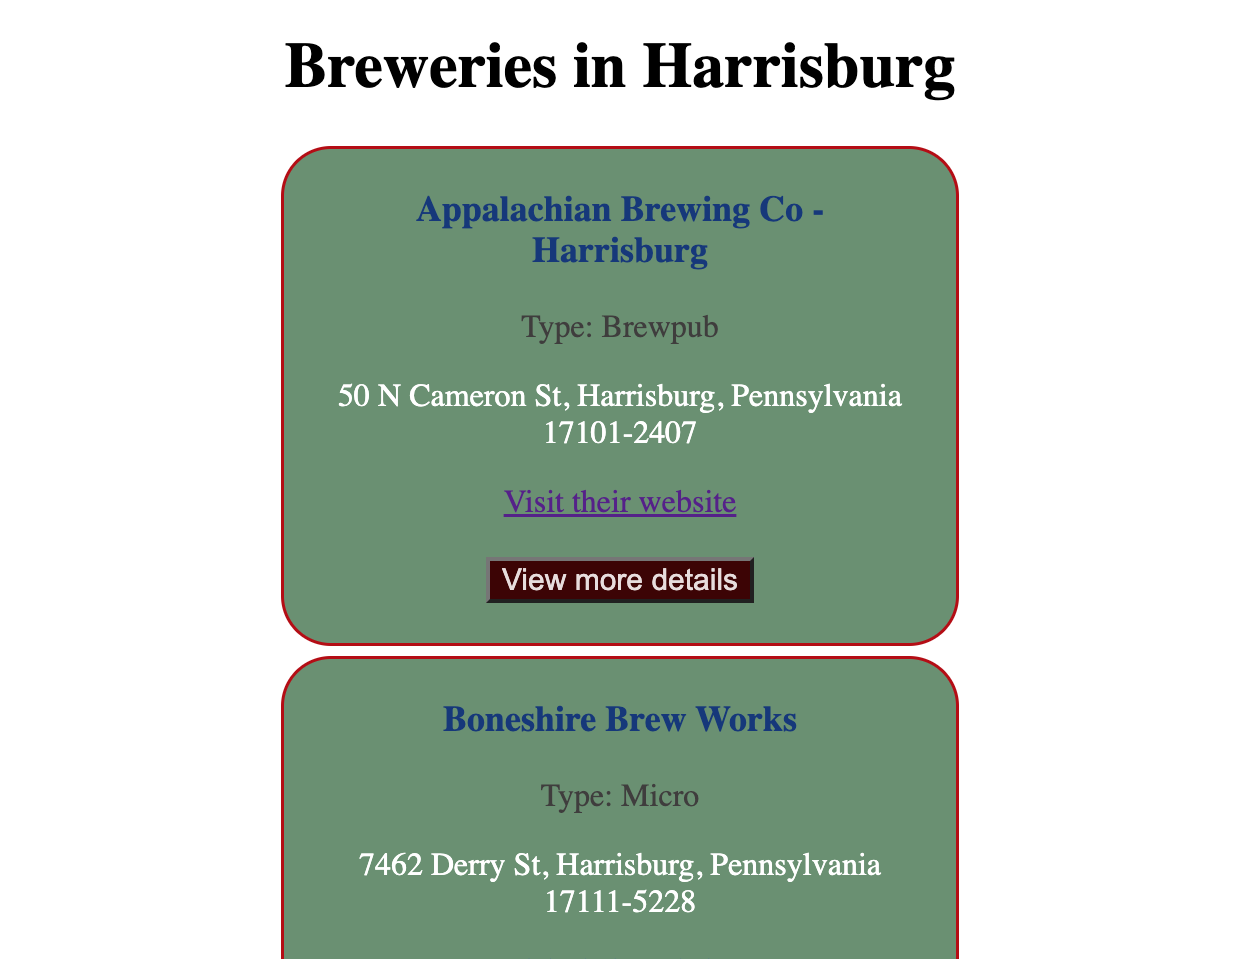 Breweries in Harrisburg
Appalachian Brewing Co -
Harrisburg
Type: Brewpub
50 N Cameron St, Harrisburg, Pennsylvania
17101-2407
Visit their website
View more details
Boneshire Brew Works
Type: Micro
7462 Derry St, Harrisburg, Pennsylvania
17111-5228